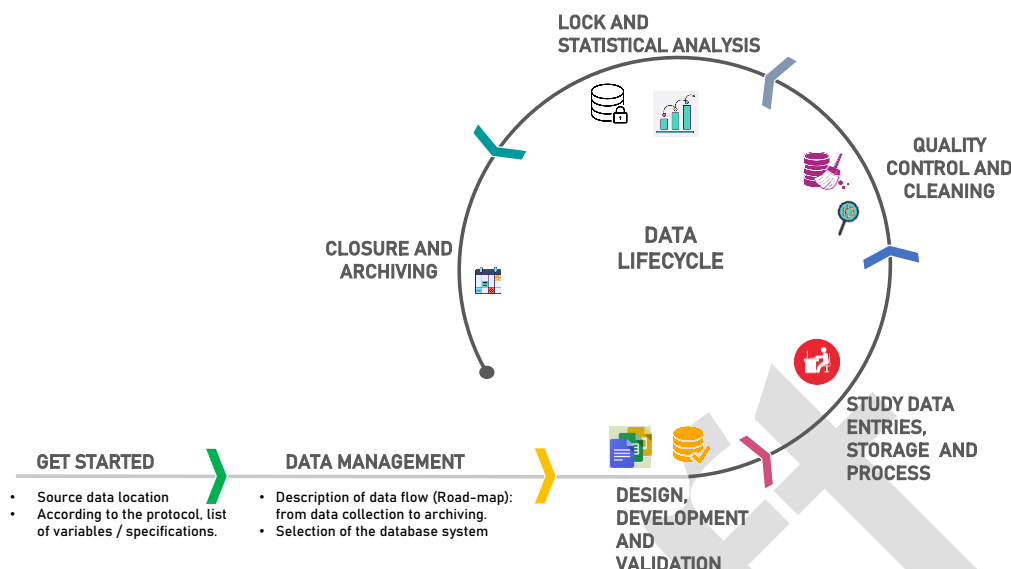 LOCK AND
STATISTICAL ANALYSIS
QUALITY
CONTROL AND
CLEANING
DATA
LIFECYCLE
CLOSURE AND
ARCHIVING
STUDY DATA
ENTRIES,
STORAGE AND
PROCESS
GET STARTED
• Source data location
• According to the protocol, list
of variables / specifications.
DATA MANAGEMENT
• Description of data flow (Road-map):
from data collection to archiving.
• Selection of the database system
DESIGN,
DEVELOPMENT
AND
VALIDATION